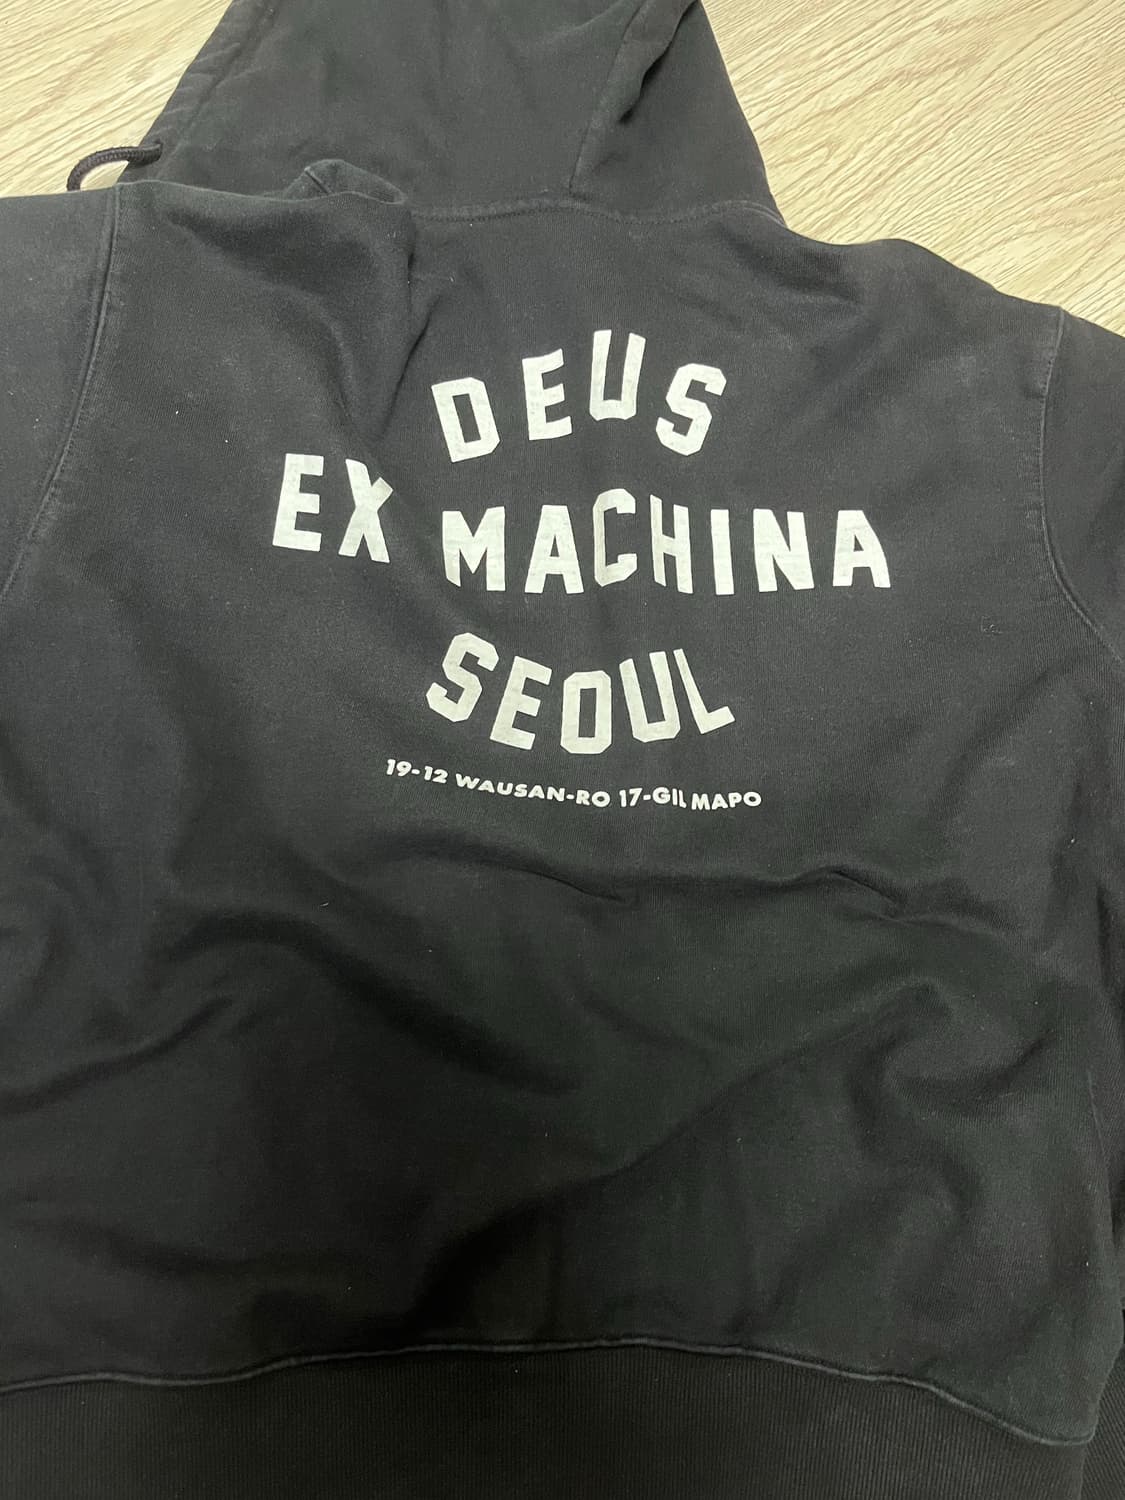 DEUS
EX MACHINA
SEOUL
19-12 WAUSAN-RO 17-GIL MAPO